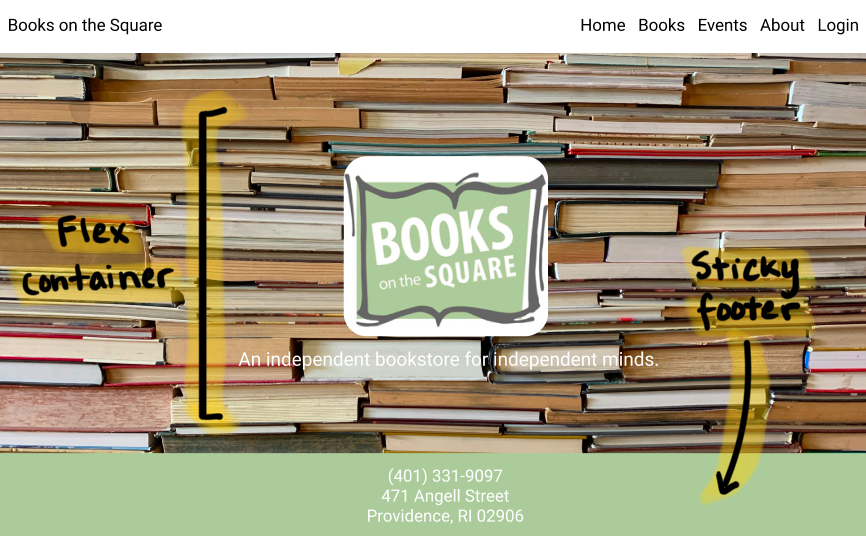 Books on the Square
Home Books Events About Login
Flex
container
BOOKS
on the SQUARE
Sticky
footer
An independent bookstore for independent minds.
(401) 331-9097
471 Angell Street
Providence, RI 02906